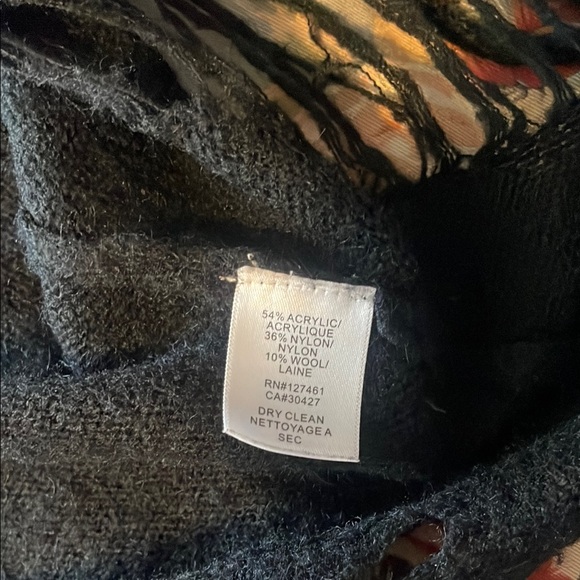 54% ACRYLIC/
ACRYLIQUE
36% NYLON/
NYLON
10% WOOL/
LAINE
RN#127461
CA#30427
DRY CLEAN
NETTOYAGE A
SEC